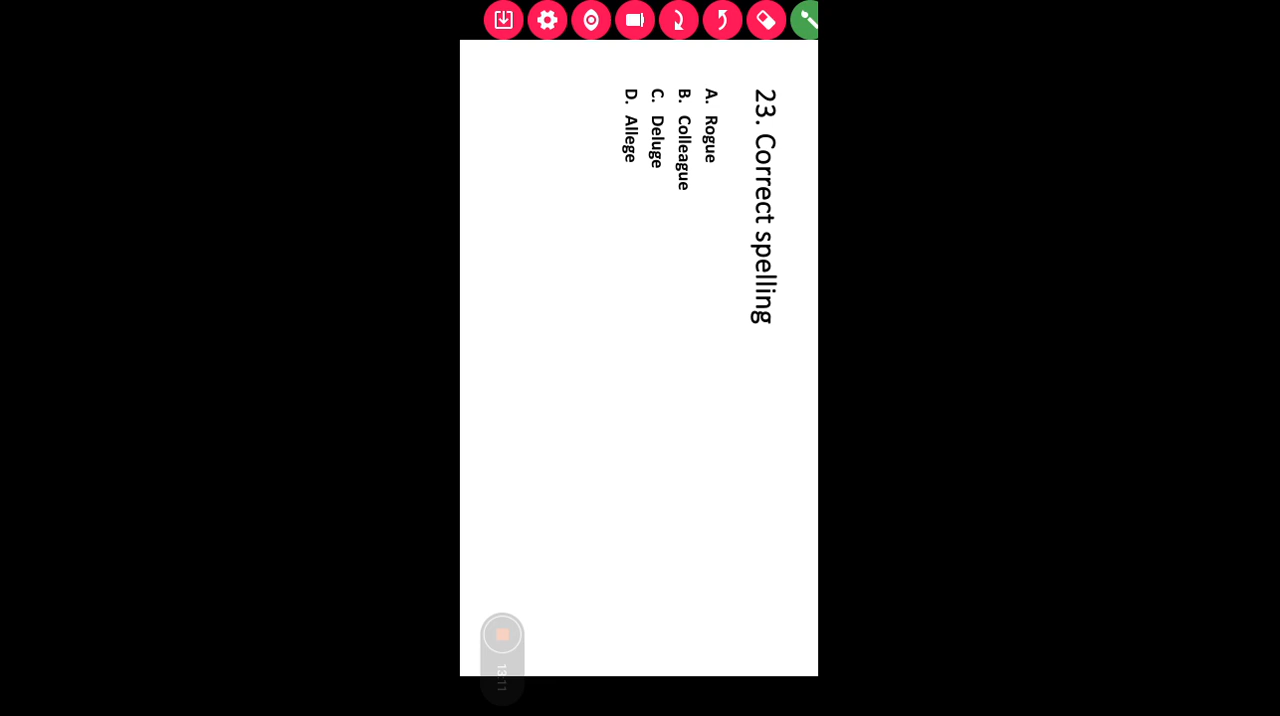 23. Correct spelling
A. Rogue
B. Colleague
C. Deluge
D. Allege